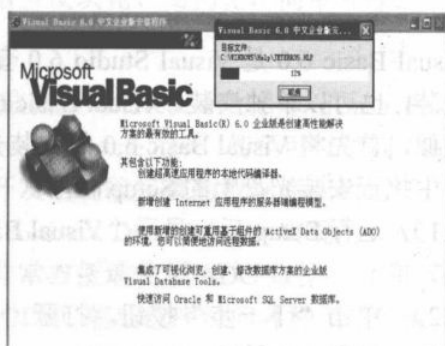 Visual Basic 6.0 中文企业版安装程序
Visual Basic 6.0 中文企业版安...
目标文件:
C:\WINDOWS\Help\TETHREN.HLP
12%
取消
Microsoft
Visual Basic
Microsoft Visual Basic(R) 6.0 企业版是创建高性能解决
方案的最有效的工具。
其包含以下功能:
创建超高速应用程序的本地代码编译器。
新增创建 Internet 应用程序的服务器端编程模型。
使用新增的创建可重用基于组件的 ActiveX Data Objects (ADO)
的环境，您可以简便地访问远程数据。
集成了可视化浏览、创建、修改数据库方案的企业版
Visual Database Tools。
快速访问 Oracle 和 Microsoft SQL Server 数据库。